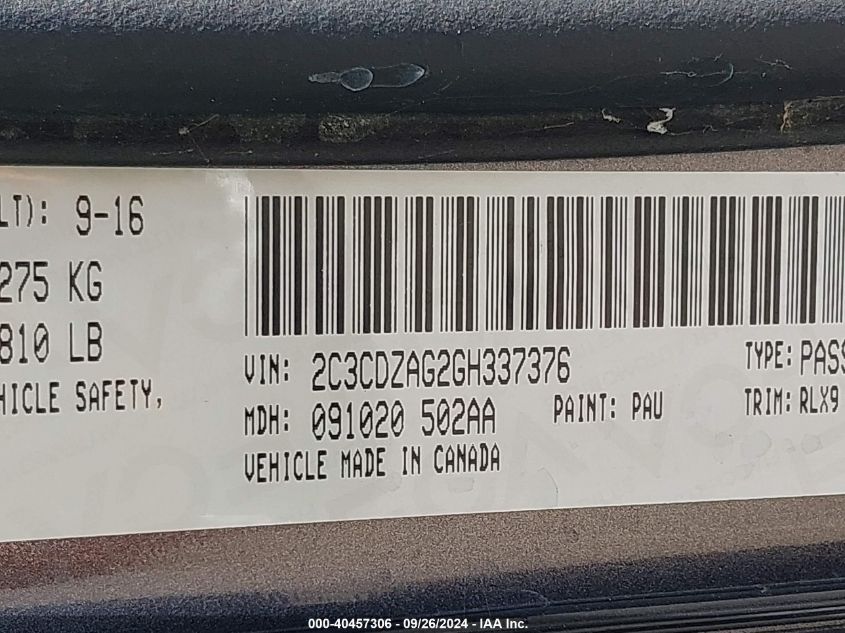 LT): 9-16
275 KG
810 LB
HICLE SAFETY,
VIN: 2C3CDZAG2GH337376
TYPE: PASS
MDH: 091020 502AA
PAINT: PAU
TRIM: RLX9
VEHICLE MADE IN CANADA
000-40457306 - 09/26/2024 - IAA Inc.